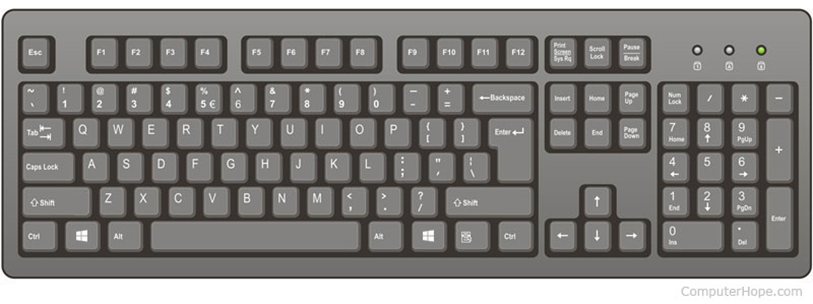 Esc F1 F2 F3 F4 F5 F6 F7 F8 F9 F10 F11 F12 Print Screen Sys Rq Scroll Lock Pause Break
~ ` ! 1 @ 2 # 3 $ 4 % 5 € ^ 6 & 7 * 8 ( 9 ) 0 _ - + = ←Backspace Insert Home Page Up Num Lock / * -
Tab Q W E R T Y U I O P { [ } ] Enter Delete End Page Down 7 Home 8 ↑ 9 PgUp +
Caps Lock A S D F G H J K L : ; " , | \ 4 ← 5 6 →
⇧ Shift Z X C V B N M < , > . ? / ⇧ Shift ↑ 1 End 2 ↓ 3 PgDn Enter
Ctrl Alt Alt Ctrl ← ↓ → 0 Ins . Del
ComputerHope.com